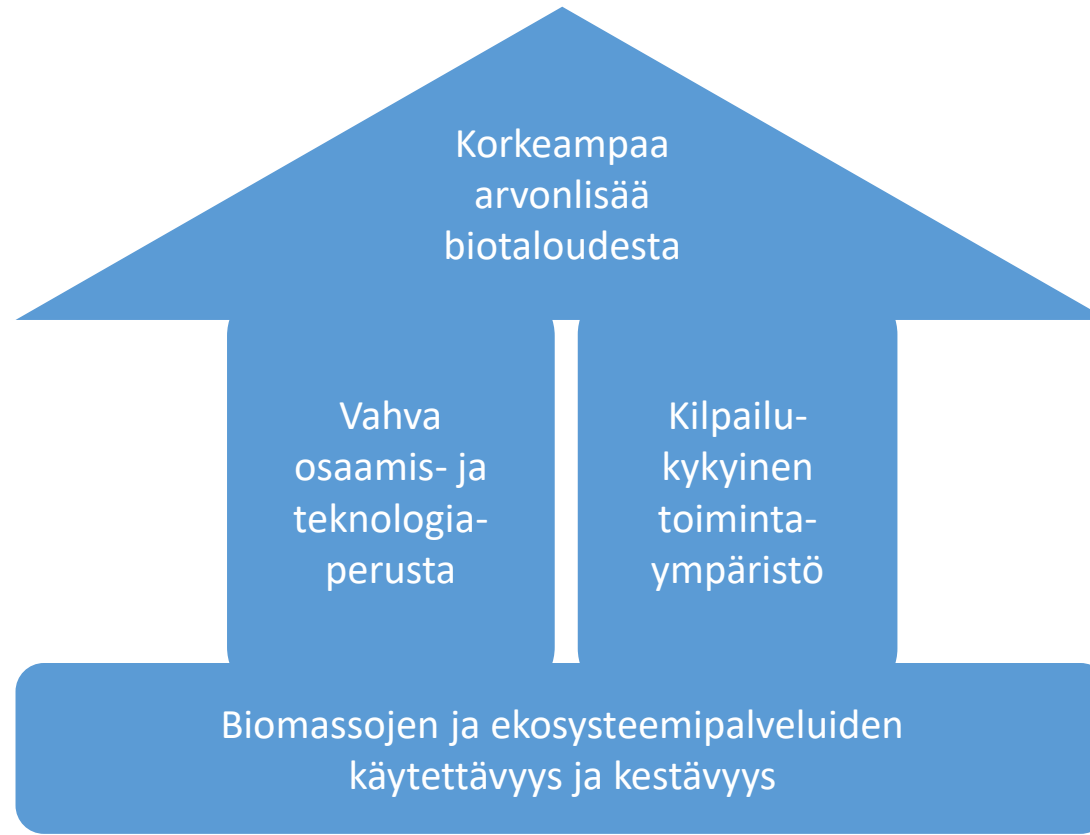 Korkeampaa
arvonlisää
biotaloudesta
Vahva
osaamis- ja
teknologia-
perusta
Kilpailu-
kykyinen
toiminta-
ympäristö
Biomassojen ja ekosysteemipalveluiden
käytettävyys ja kestävyys